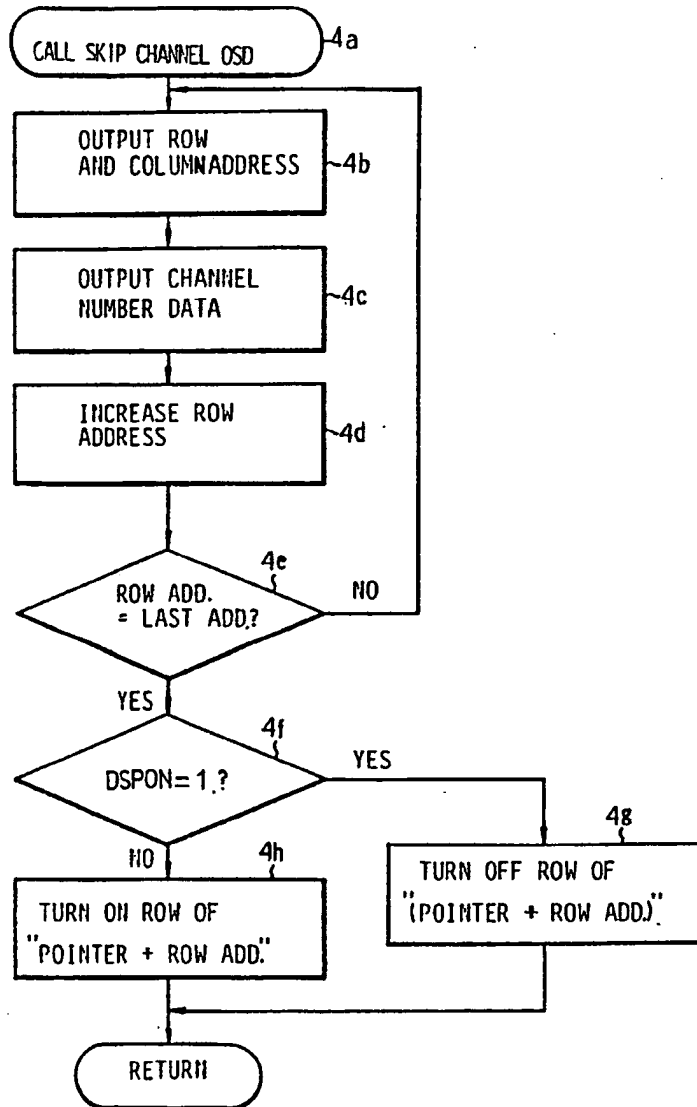 CALL SKIP CHANNEL OSD
4a
OUTPUT ROW
AND COLUMNADDRESS
4b
OUTPUT CHANNEL
NUMBER DATA
4c
INCREASE ROW
ADDRESS
4d
4e
ROW ADD.
= LAST ADD.?
NO
YES
4f
DSPON=1.?
YES
NO
4h
TURN ON ROW OF
"POINTER + ROW ADD."
4g
TURN OFF ROW OF
"(POINTER + ROW ADD.)"
RETURN